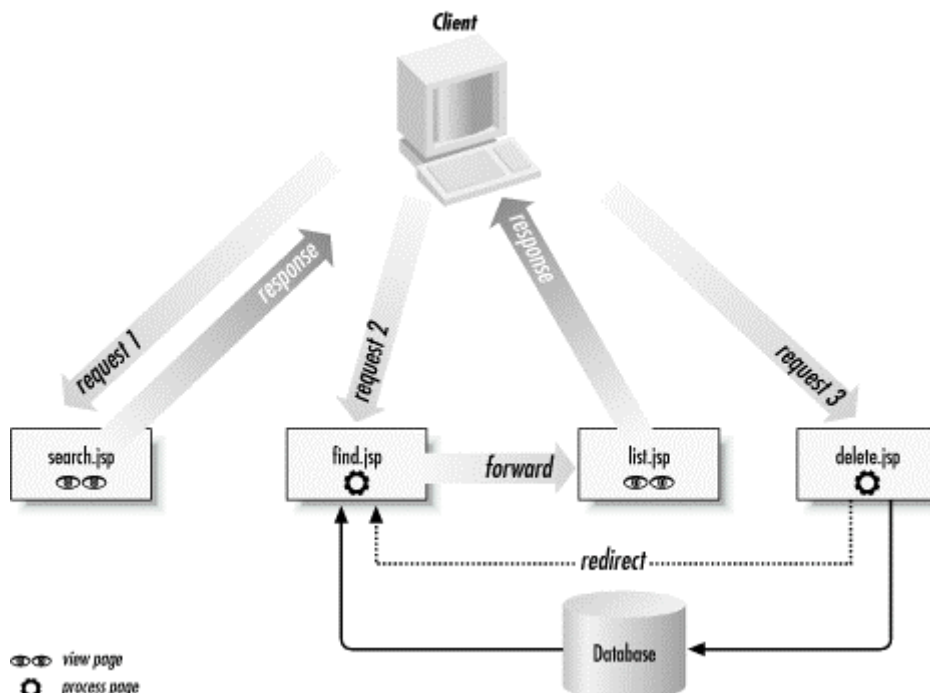 Client
request 1
response
request 2
response
request 3
search.jsp
find.jsp
forward
list.jsp
delete.jsp
redirect
Database
view page
process page